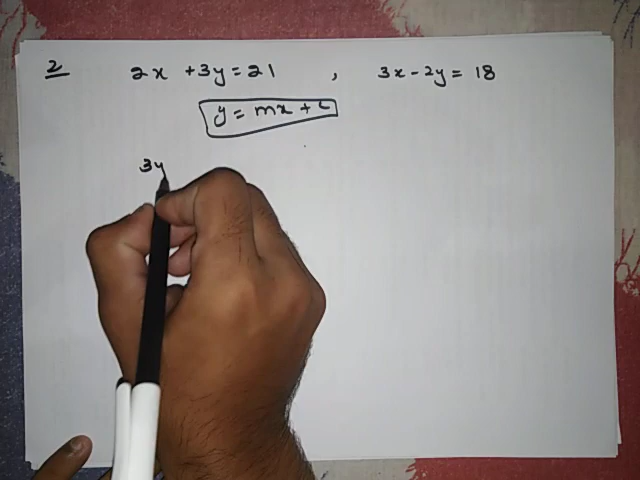 2 2x +3y = 21 , 3x - 2y = 18
y = mx + c
3y